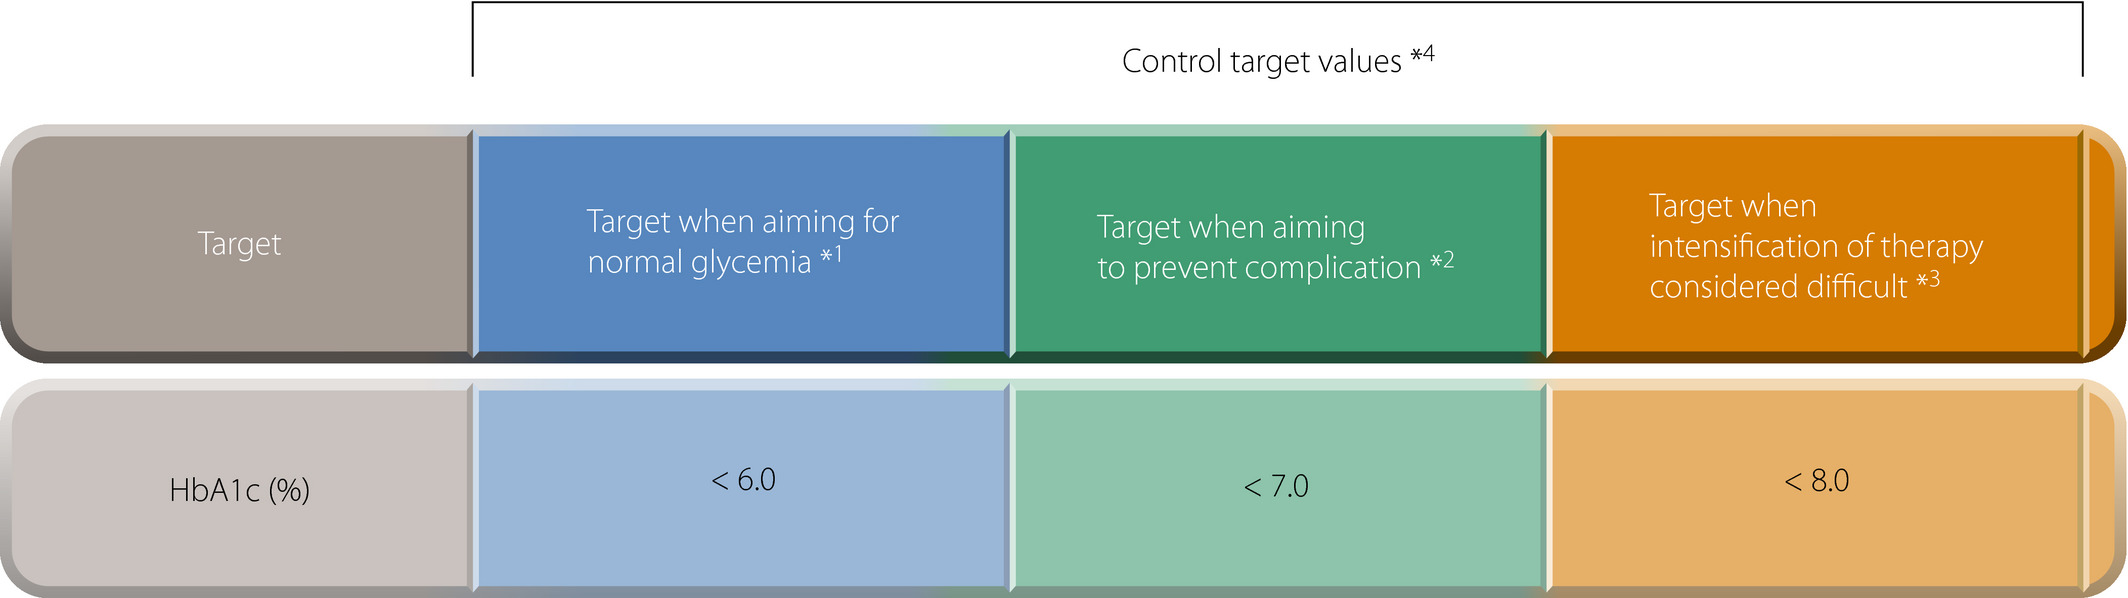 Control target values *4
Target
Target when aiming for
normal glycemia *1
Target when aiming
to prevent complication *2
Target when
intensification of therapy
considered difficult *3
HbA1c (%)
< 6.0
< 7.0
< 8.0